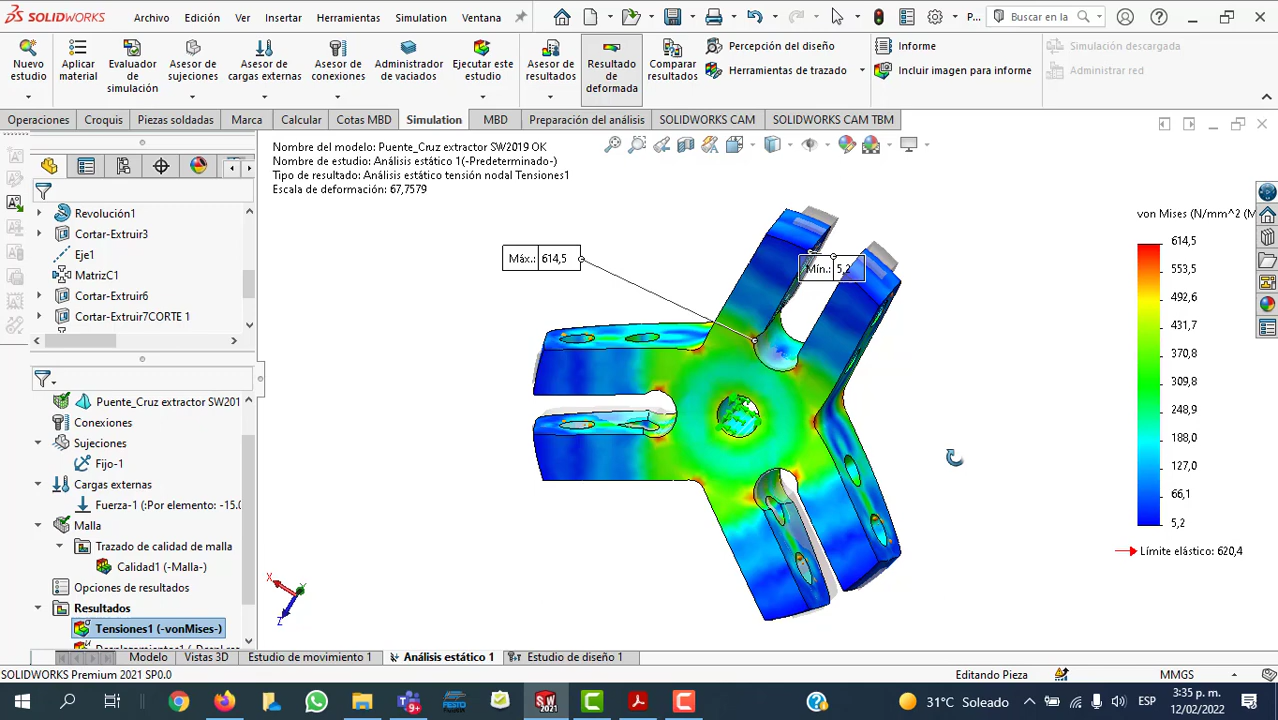 SOLIDWORKS
Archivo Edición Ver Insertar Herramientas Simulation Ventana
P...
Buscar en la
Nuevo estudio
Aplicar material
Evaluador de simulación
Asesor de sujeciones
Asesor de cargas externas
Asesor de conexiones
Administrador de vaciados
Ejecutar este estudio
Asesor de resultados
Resultado de deformada
Comparar resultados
Percepción del diseño
Herramientas de trazado
Informe
Incluir imagen para informe
Simulación descargada
Administrar red
Operaciones Croquis Piezas soldadas Marca Calcular Cotas MBD Simulation MBD Preparación del análisis SOLIDWORKS CAM SOLIDWORKS CAM TBM
Revolución1
Cortar-Extruir3
Eje1
MatrizC1
Cortar-Extruir6
Cortar-Extruir7CORTE 1
Puente_Cruz extractor SW201
Conexiones
Sujeciones
Fijo-1
Cargas externas
Fuerza-1 (:Por elemento: -15.0
Malla
Trazado de calidad de malla
Calidad1 (-Malla-)
Opciones de resultados
Resultados
Tensiones1 (-vonMises-)
Nombre del modelo: Puente_Cruz extractor SW2019 OK
Nombre de estudio: Análisis estático 1(-Predeterminado-)
Tipo de resultado: Análisis estático tensión nodal Tensiones1
Escala de deformación: 67,7579
Máx.: 614,5
Mín.: 5,2
von Mises (N/mm^2 (M
614,5
553,5
492,6
431,7
370,8
309,8
248,9
188,0
127,0
66,1
5,2
Límite elástico: 620,4
X
Y
Z
Modelo Vistas 3D Estudio de movimiento 1 Análisis estático 1 Estudio de diseño 1
SOLIDWORKS Premium 2021 SP0.0
Editando Pieza
MMGS
9+
FESTO
SW
2021
31°C Soleado
ESP
3:35 p. m.
12/02/2022